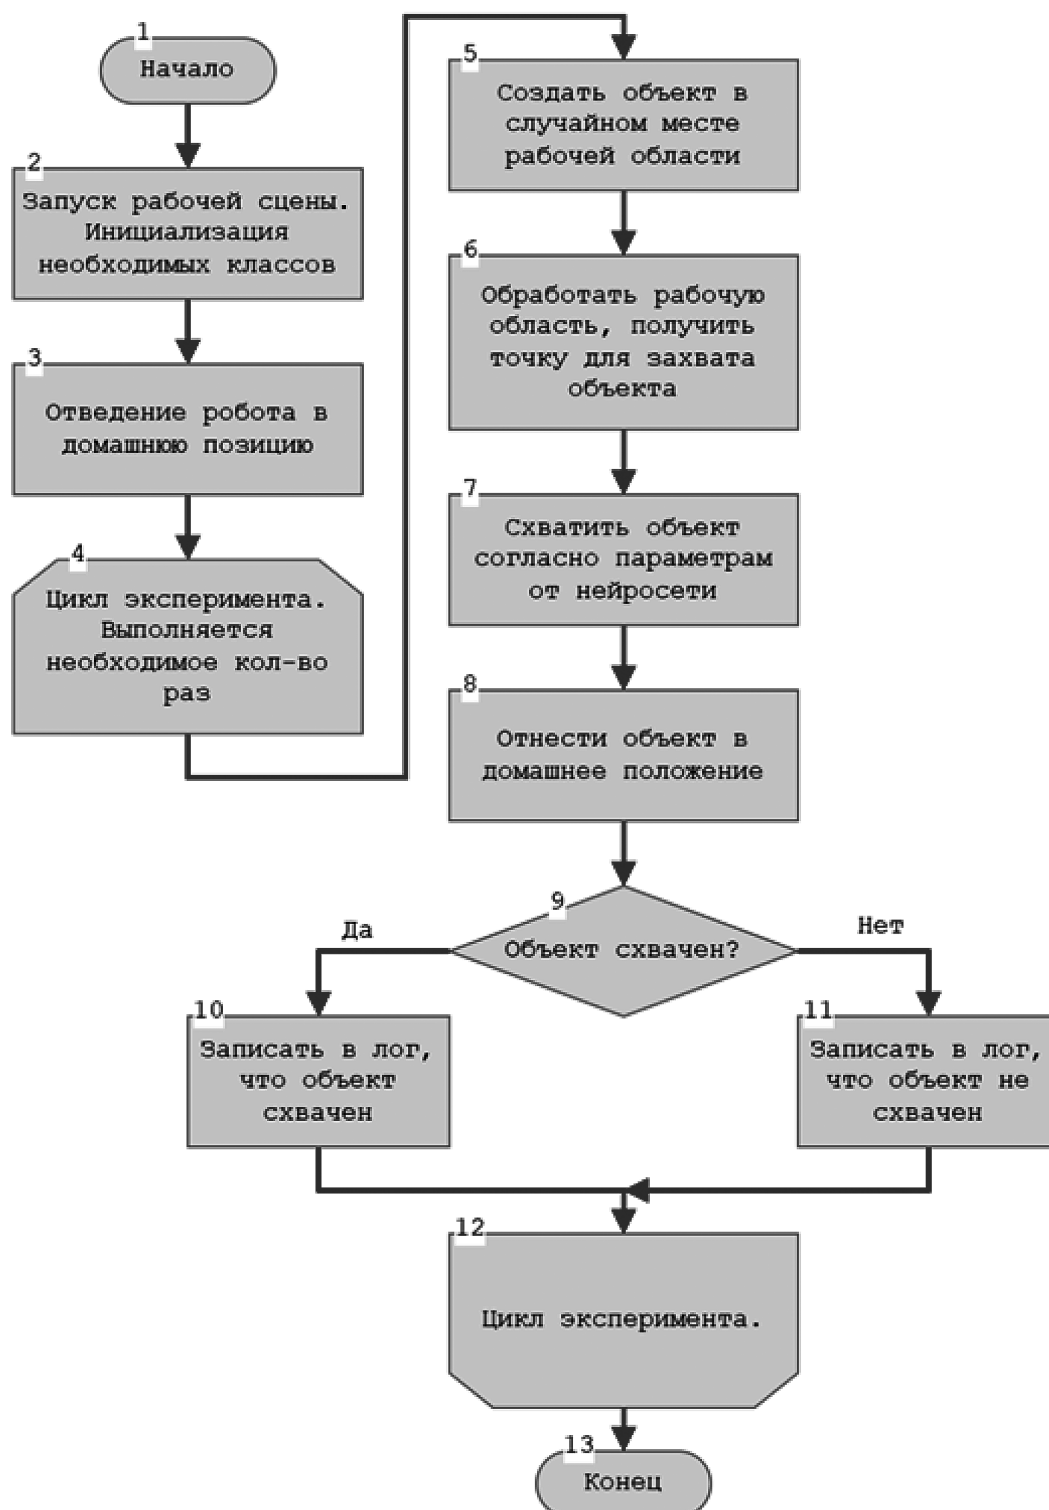 1
Начало
2
Запуск рабочей сцены.
Инициализация
необходимых классов
3
Отведение робота в
домашнюю позицию
4
Цикл эксперимента.
Выполняется
необходимое кол-во
раз
5
Создать объект в
случайном месте
рабочей области
6
Обработать рабочую
область, получить
точку для захвата
объекта
7
Схватить объект
согласно параметрам
от нейросети
8
Отнести объект в
домашнее положение
9
Объект схвачен?
Да
Нет
10
Записать в лог,
что объект
схвачен
11
Записать в лог,
что объект не
схвачен
12
Цикл эксперимента.
13
Конец